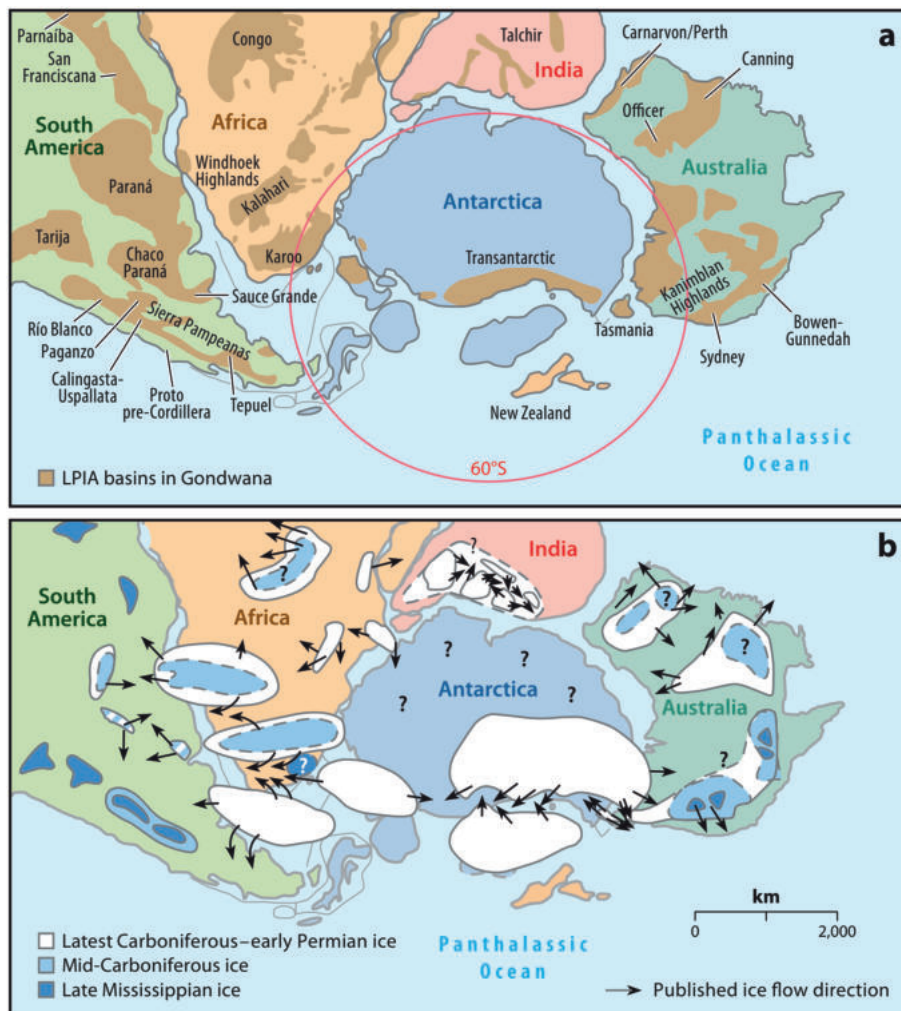 a
Parnaíba
San
Franciscana
Congo
Talchir
Carnarvon/Perth
Canning
India
Officer
South
America
Africa
Windhoek
Highlands
Paraná
Kalahari
Antarctica
Australia
Tarija
Chaco
Paraná
Karoo
Transantarctic
Sauce Grande
Kanimblan
Highlands
Río Blanco
Paganzo
Sierra Pampeanas
Tasmania
Bowen-
Gunnedah
Calingasta-
Uspallata
Proto
pre-Cordillera
Tepuel
New Zealand
Sydney
Panthalassic
Ocean
60°S
LPIA basins in Gondwana
b
?
India
?
South
America
Africa
?
?
?
?
?
?
Antarctica
Australia
?
?
km
0 2,000
Latest Carboniferous–early Permian ice
Mid-Carboniferous ice
Late Mississippian ice
Panthalassic
Ocean
Published ice flow direction